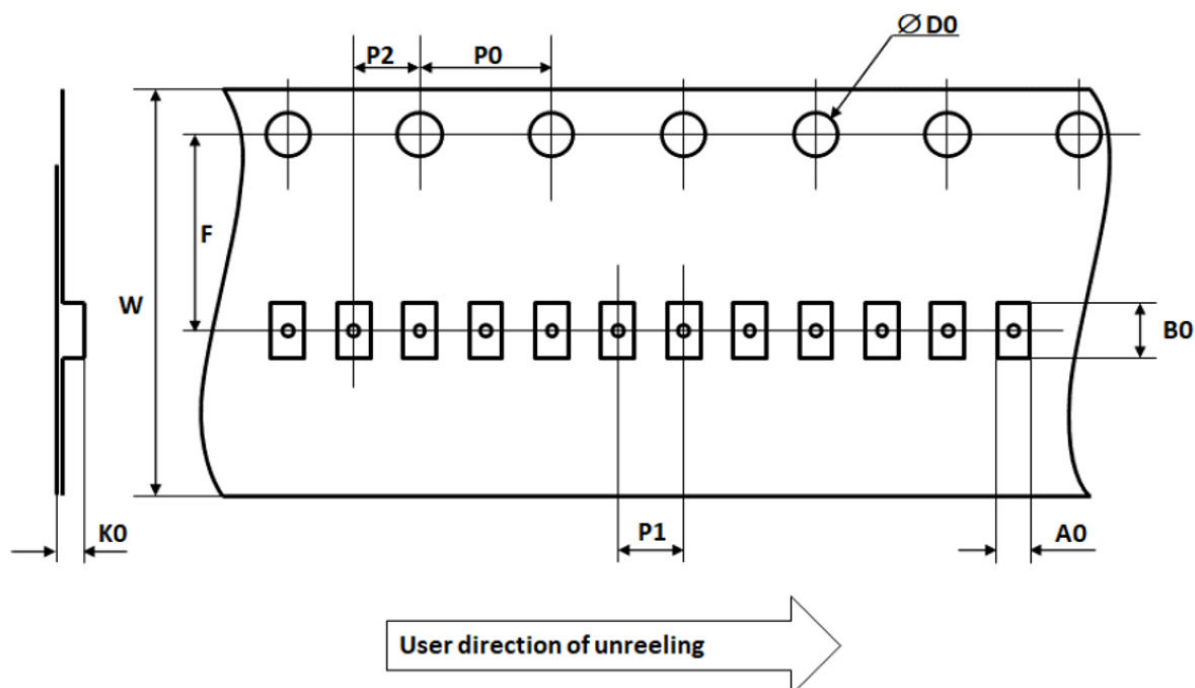 Ø D0
P2
P0
F
W
B0
K0
P1
A0
User direction of unreeling